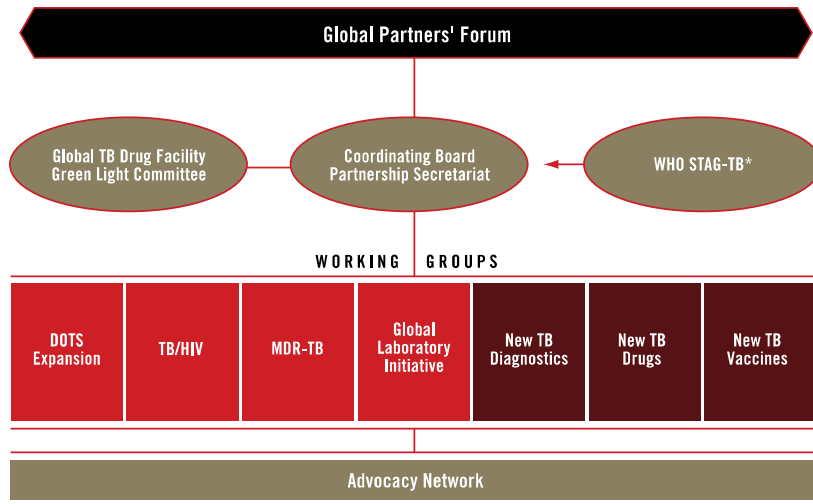 Global Partners' Forum
Global TB Drug Facility
Green Light Committee
Coordinating Board
Partnership Secretariat
WHO STAG-TB*
WORKING GROUPS
DOTS
Expansion
TB/HIV
MDR-TB
Global
Laboratory
Initiative
New TB
Diagnostics
New TB
Drugs
New TB
Vaccines
Advocacy Network